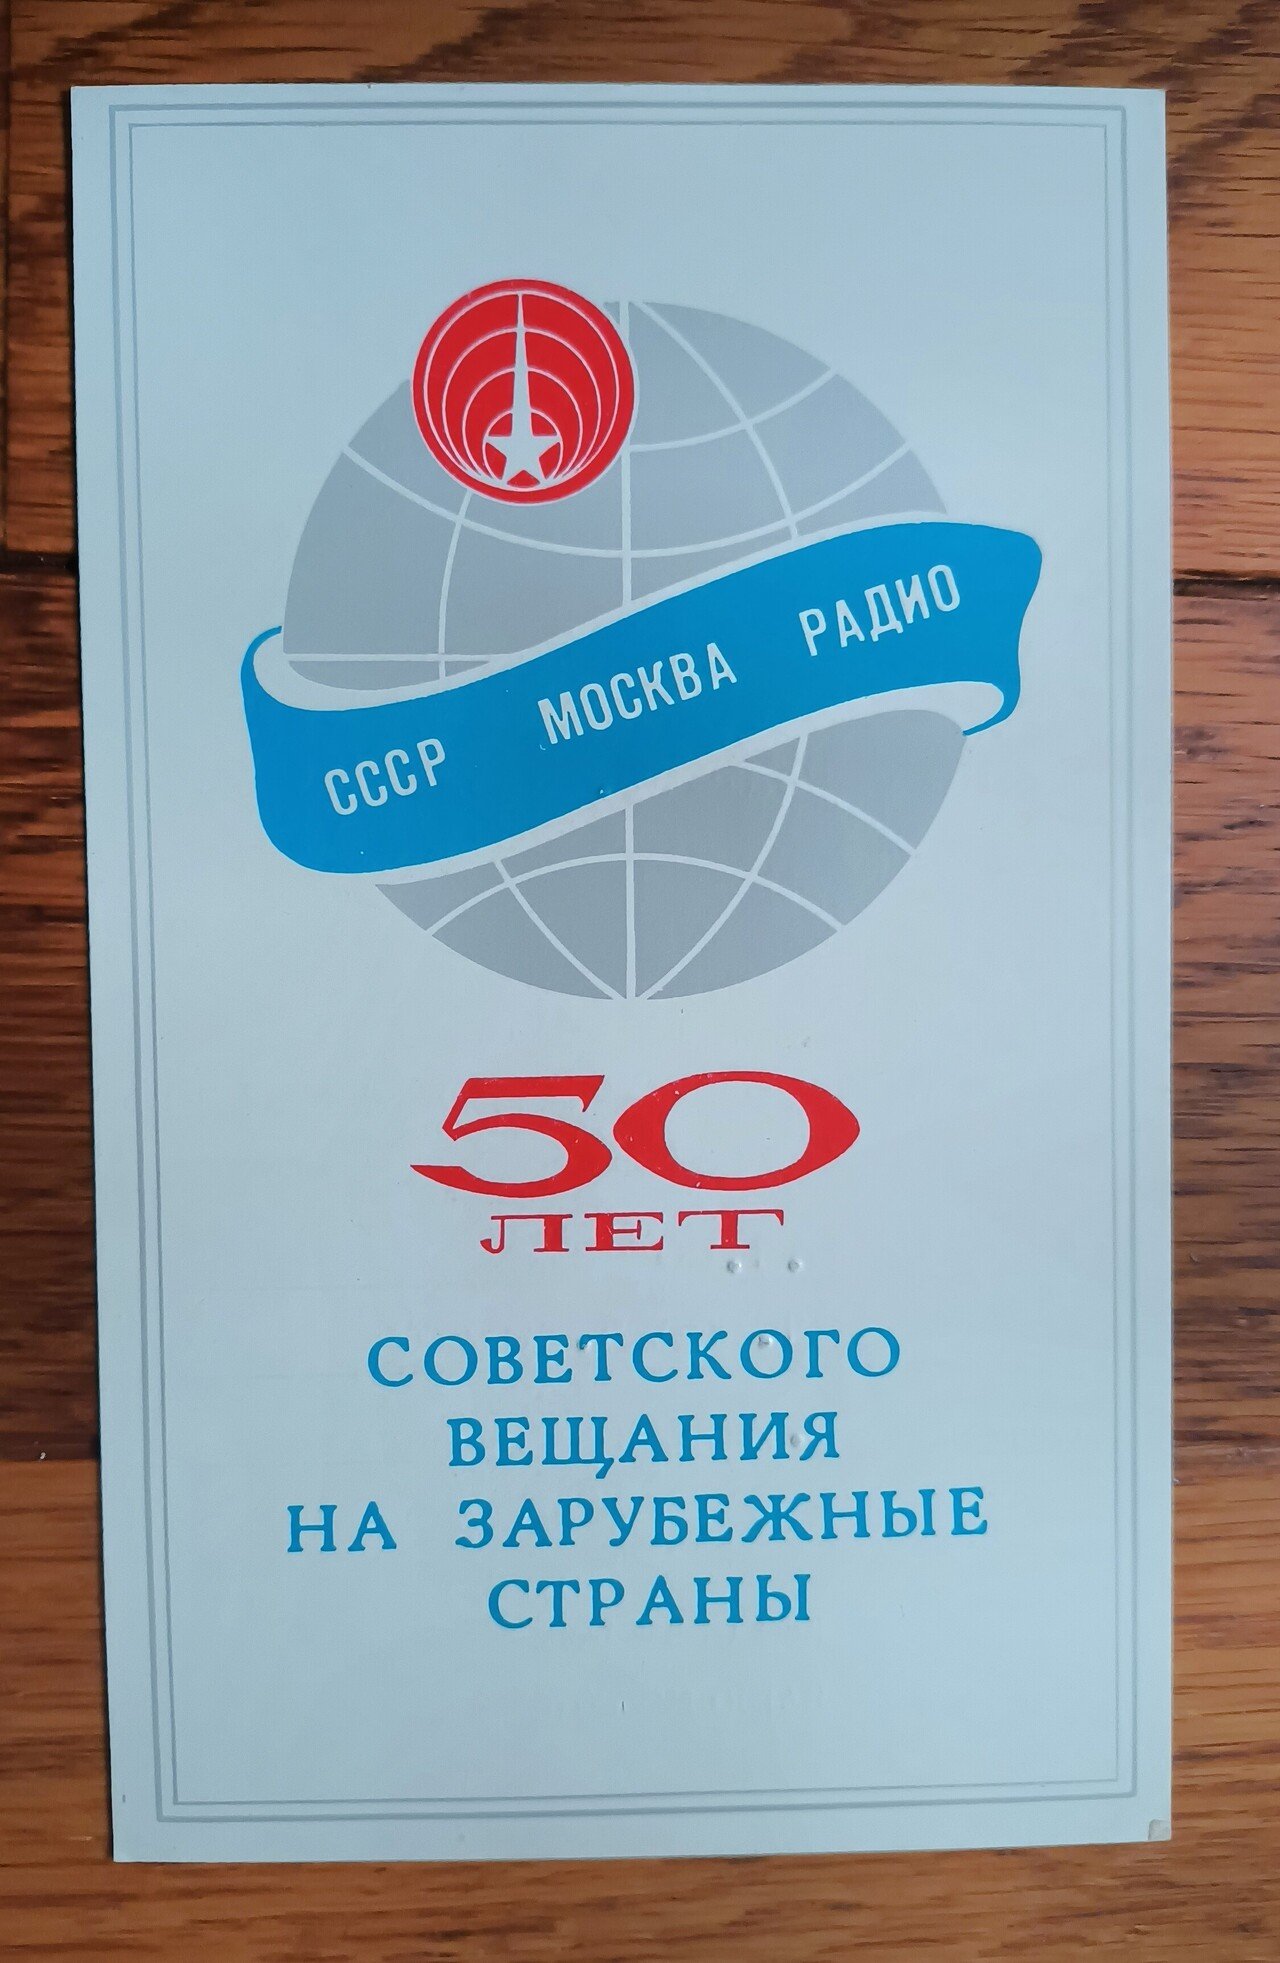 СССР МОСКВА РАДИО
50
ЛЕТ
СОВЕТСКОГО
ВЕЩАНИЯ
НА ЗАРУБЕЖНЫЕ
СТРАНЫ